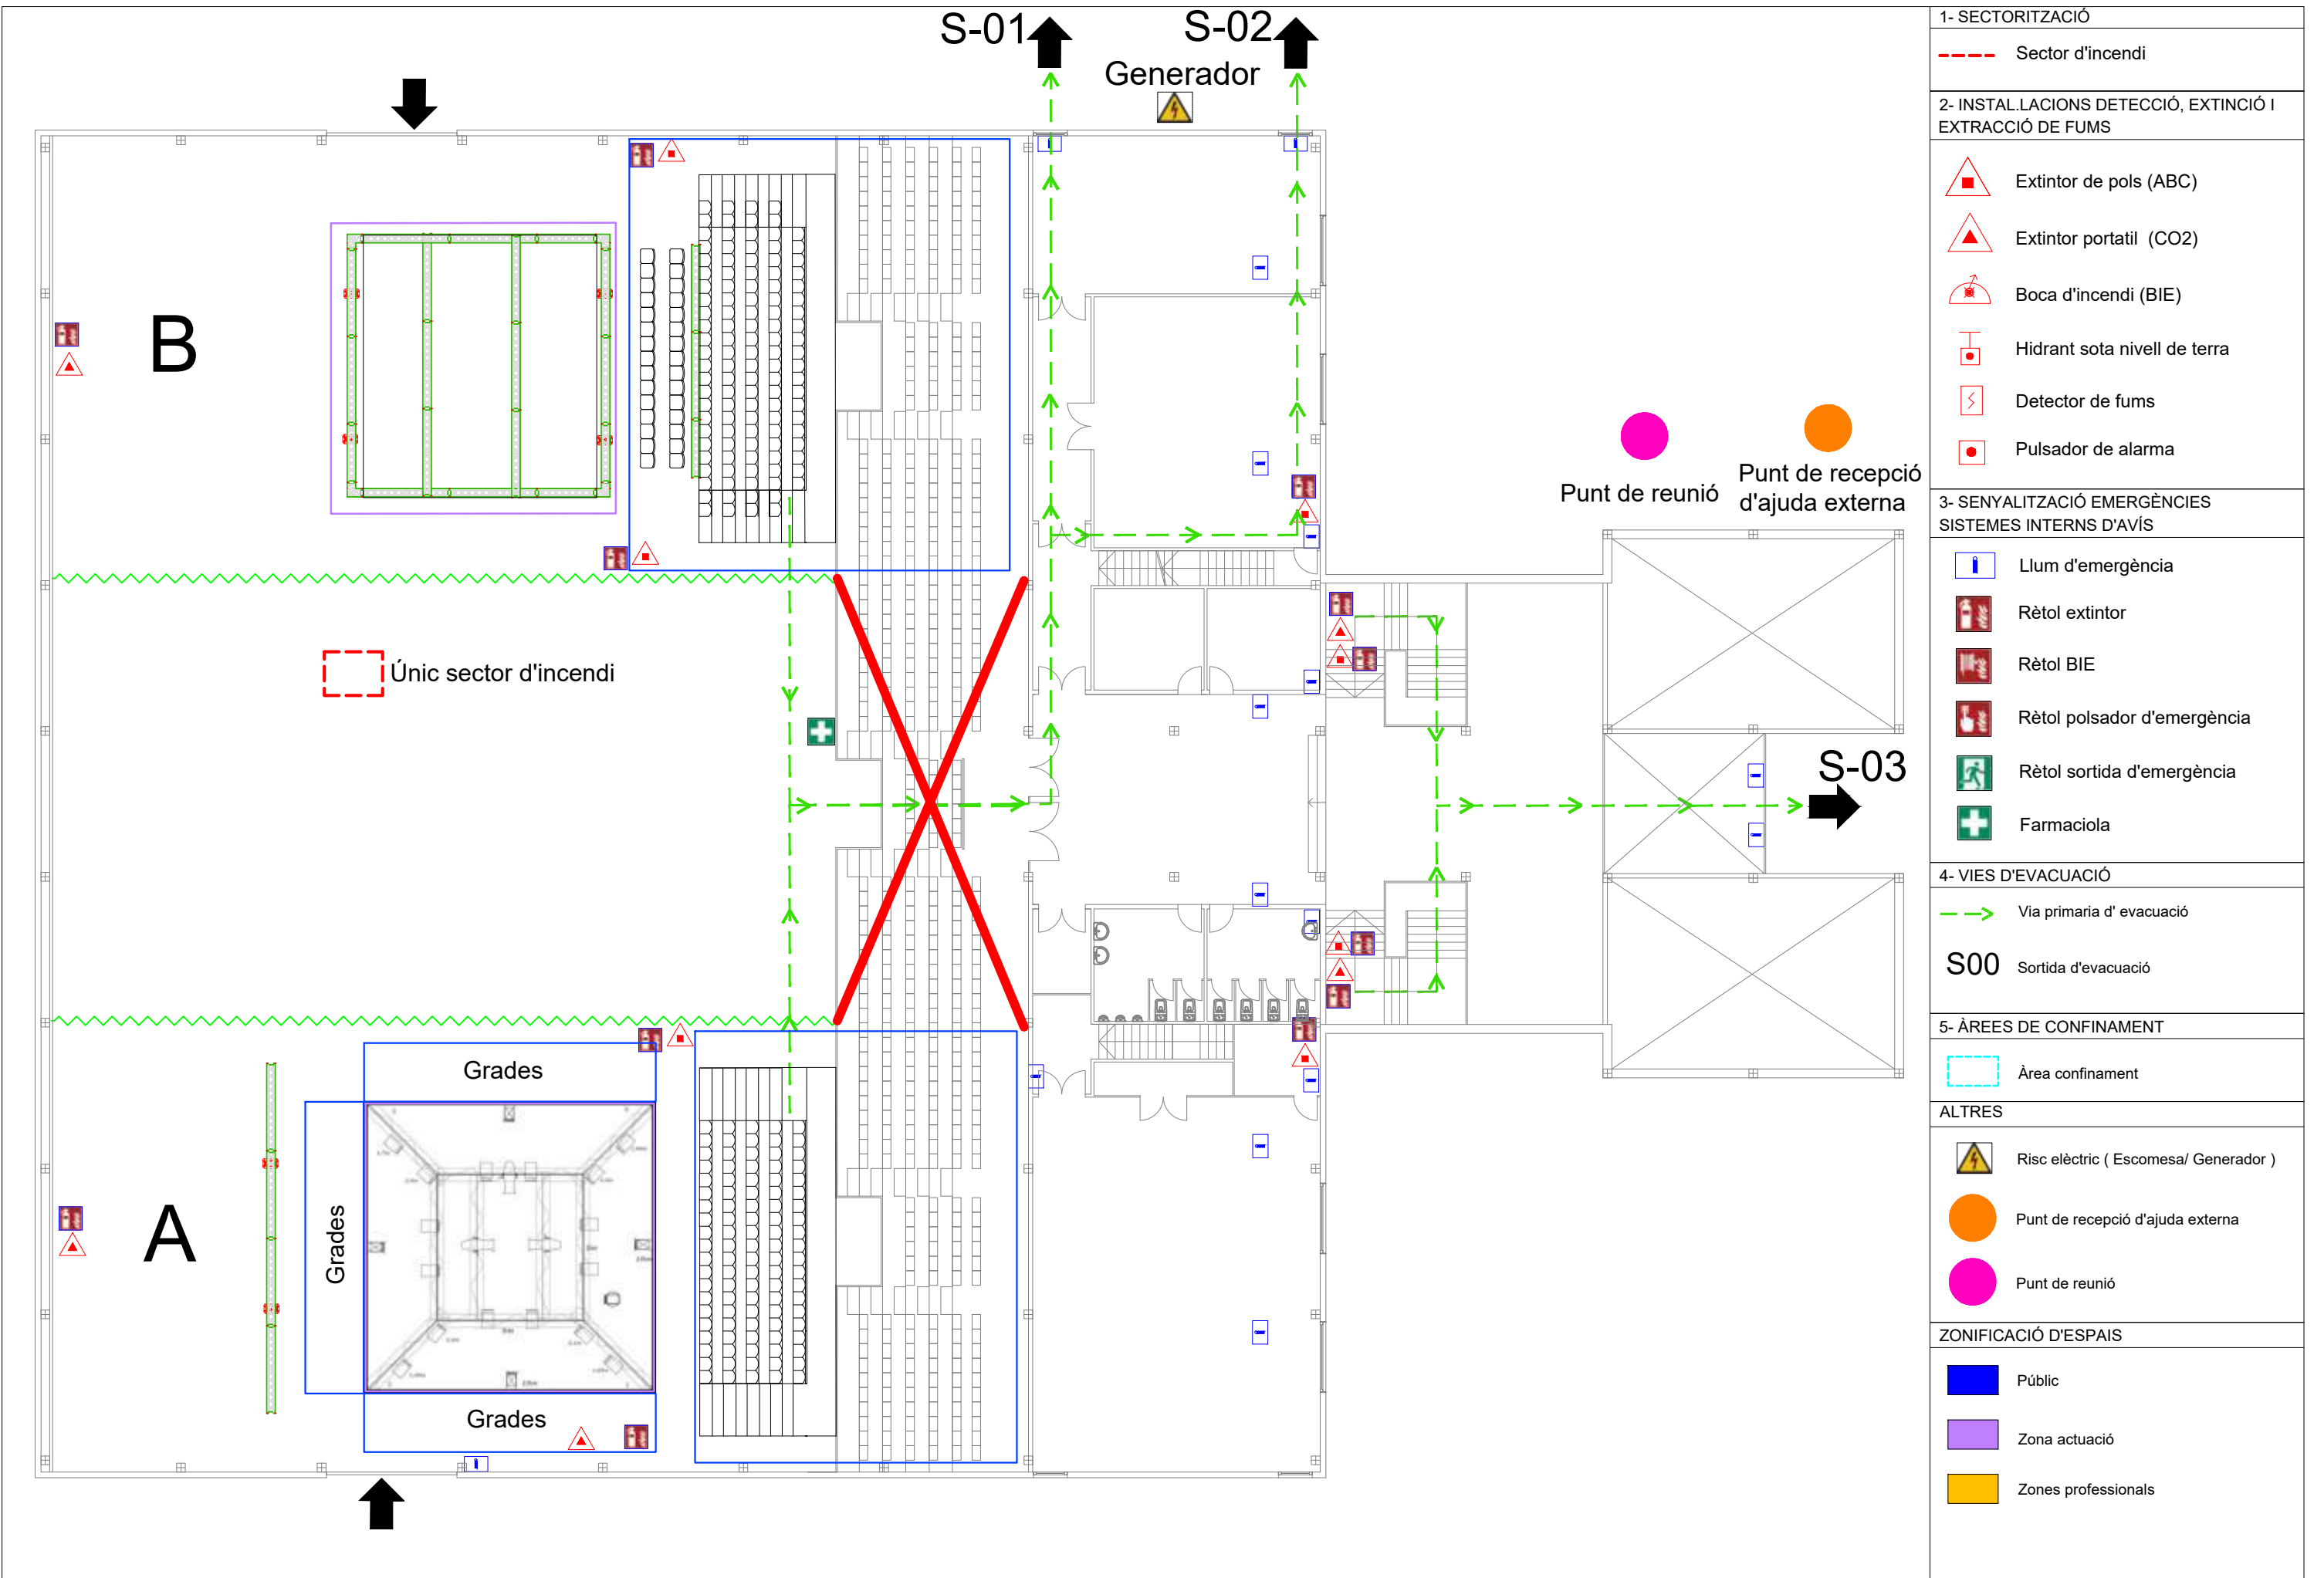 S-01
S-02
Generador
B
Únic sector d'incendi
Punt de reunió
Punt de recepció
d'ajuda externa
S-03
A
Grades
Grades
Grades
1- SECTORITZACIÓ
Sector d'incendi
2- INSTAL.LACIONS DETECCIÓ, EXTINCIÓ I
EXTRACCIÓ DE FUMS
Extintor de pols (ABC)
Extintor portatil (CO2)
Boca d'incendi (BIE)
Hidrant sota nivell de terra
Detector de fums
Pulsador de alarma
3- SENYALITZACIÓ EMERGÈNCIES
SISTEMES INTERNS D'AVÍS
Llum d'emergència
Rètol extintor
Rètol BIE
Rètol polsador d'emergència
Rètol sortida d'emergència
Farmaciola
4- VIES D'EVACUACIÓ
Via primaria d' evacuació
S00 Sortida d'evacuació
5- ÀREES DE CONFINAMENT
Àrea confinament
ALTRES
Risc elèctric ( Escomesa/ Generador )
Punt de recepció d'ajuda externa
Punt de reunió
ZONIFICACIÓ D'ESPAIS
Públic
Zona actuació
Zones professionals